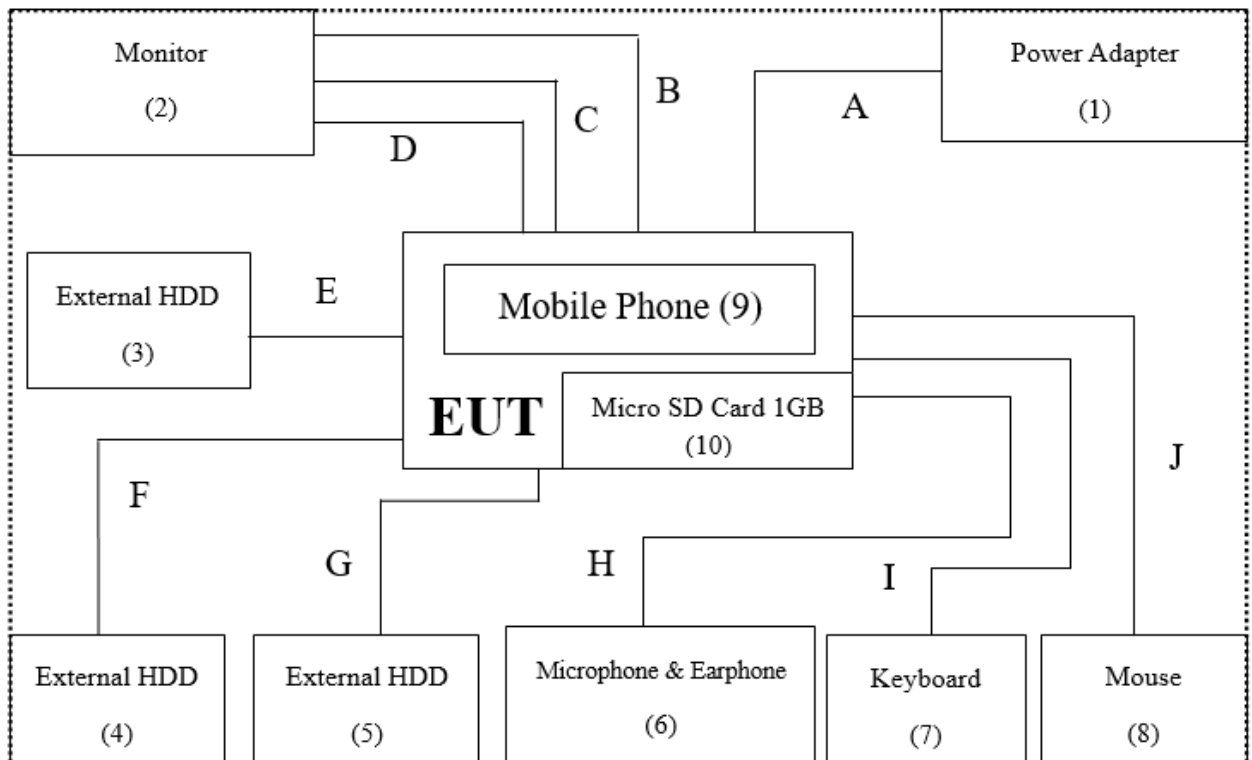 Monitor
(2)
Power Adapter
(1)
B
A
C
D
External HDD
(3)
E
Mobile Phone (9)
EUT
Micro SD Card 1GB
(10)
J
F
G
H
I
External HDD
(4)
External HDD
(5)
Microphone & Earphone
(6)
Keyboard
(7)
Mouse
(8)